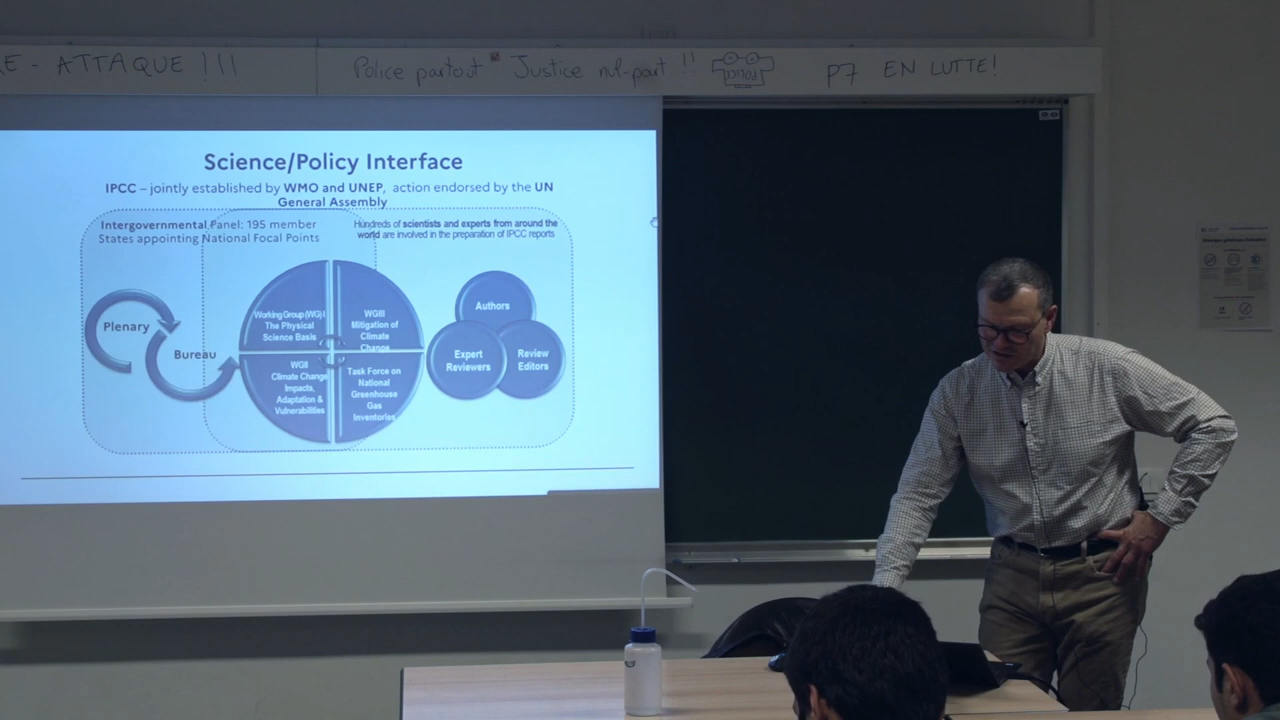 E - ATTAQUE !!!
Police partout Justice nul-part !!
POLICE
P7 EN LUTTE!
Science/Policy Interface
IPCC – jointly established by WMO and UNEP, action endorsed by the UN
General Assembly
Intergovernmental Panel: 195 member
States appointing National Focal Points
Hundreds of scientists and experts from around the
world are involved in the preparation of IPCC reports
Plenary
Bureau
Working Group (WG) I
The Physical
Science Basis
WGIII
Mitigation of
Climate
Change
WGII
Climate Change
Impacts,
Adaptation &
Vulnerabilities
Task Force on
National
Greenhouse
Gas
Inventories
Authors
Expert
Reviewers
Review
Editors